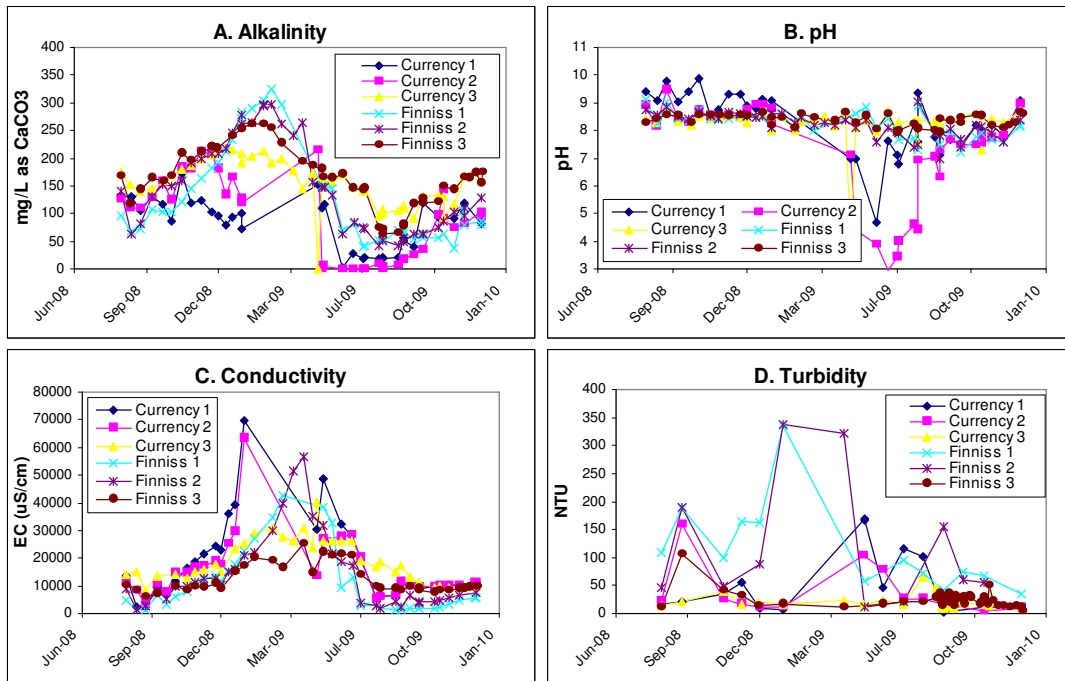 A. Alkalinity
mg/L as CaCO3
400
350
300
250
200
150
100
50
0
Currency 1
Currency 2
Currency 3
Finniss 1
Finniss 2
Finniss 3
Jun-08
Sep-08
Dec-08
Mar-09
Jul-09
Oct-09
Jan-10
B. pH
pH
11
10
9
8
7
6
5
4
3
Currency 1
Currency 2
Currency 3
Finniss 1
Finniss 2
Finniss 3
Jun-08
Sep-08
Dec-08
Mar-09
Jul-09
Oct-09
Jan-10
C. Conductivity
EC (uS/cm)
80000
70000
60000
50000
40000
30000
20000
10000
0
Currency 1
Currency 2
Currency 3
Finniss 1
Finniss 2
Finniss 3
Jun-08
Sep-08
Dec-08
Mar-09
Jul-09
Oct-09
Jan-10
D. Turbidity
NTU
400
350
300
250
200
150
100
50
0
Currency 1
Currency 2
Currency 3
Finniss 1
Finniss 2
Finniss 3
Jun-08
Sep-08
Dec-08
Mar-09
Jul-09
Oct-09
Jan-10